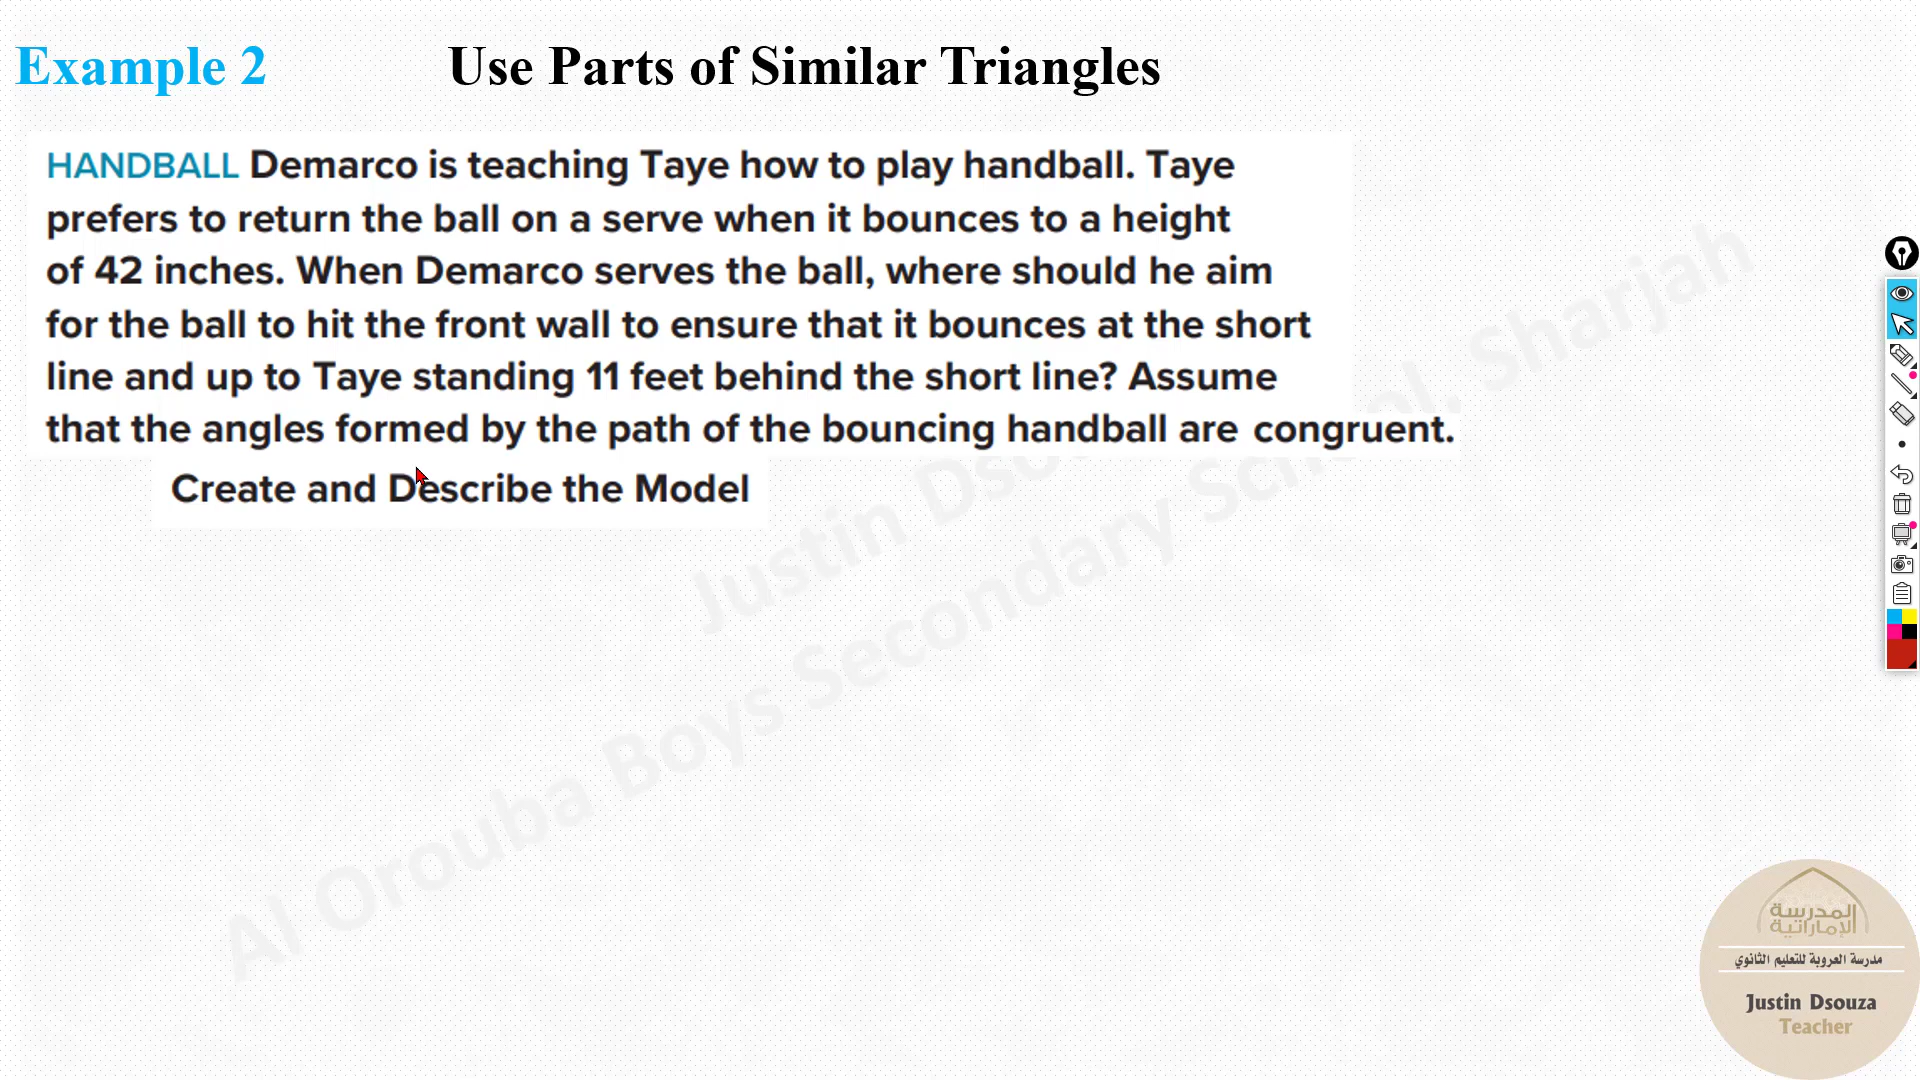 Example 2
Use Parts of Similar Triangles
HANDBALL Demarco is teaching Taye how to play handball. Taye
prefers to return the ball on a serve when it bounces to a height
of 42 inches. When Demarco serves the ball, where should he aim
for the ball to hit the front wall to ensure that it bounces at the short
line and up to Taye standing 11 feet behind the short line? Assume
that the angles formed by the path of the bouncing handball are congruent.
Create and Describe the Model
Justin Dso
Al Orouba Boys Secondary School, Sharjah
المدرسة
الإماراتية
مدرسة العروبة للتعليم الثانوي
Justin Dsouza
Teacher